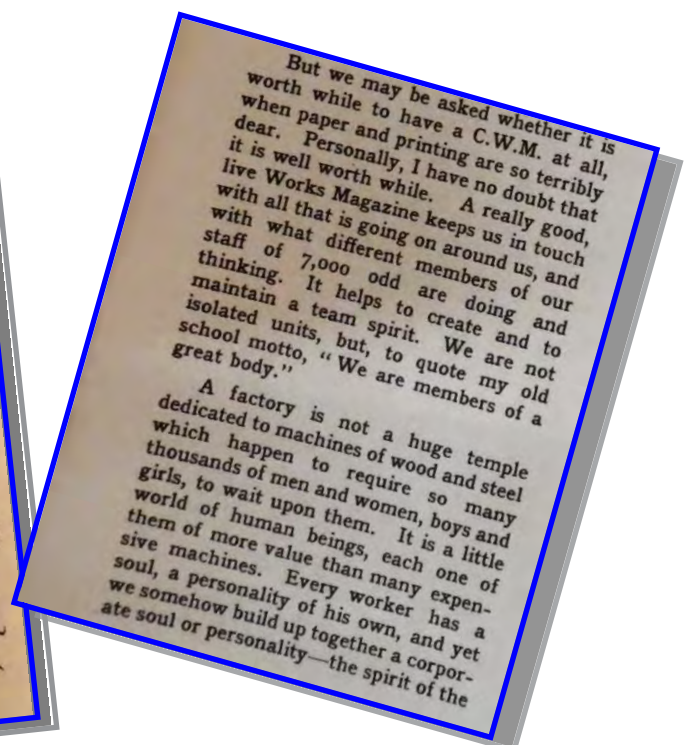 But we may be asked whether it is
worth while to have a C.W.M. at all,
when paper and printing are so terribly
dear. Personally, I have no doubt that
it is well worth while. A really good,
live Works Magazine keeps us in touch
with all that is going on around us, and
with what different members of our
staff of 7,000 odd are doing and
thinking. It helps to create and to
maintain a team spirit. We are not
isolated units, but, to quote my old
school motto, “We are members of a
great body.”
A factory is not a huge temple
dedicated to machines of wood and steel
which happen to require so many
thousands of men and women, boys and
girls, to wait upon them. It is a little
world of human beings, each one of
them of more value than many expen-
sive machines. Every worker has a
soul, a personality of his own, and yet
we somehow build up together a corpor-
ate soul or personality—the spirit of the